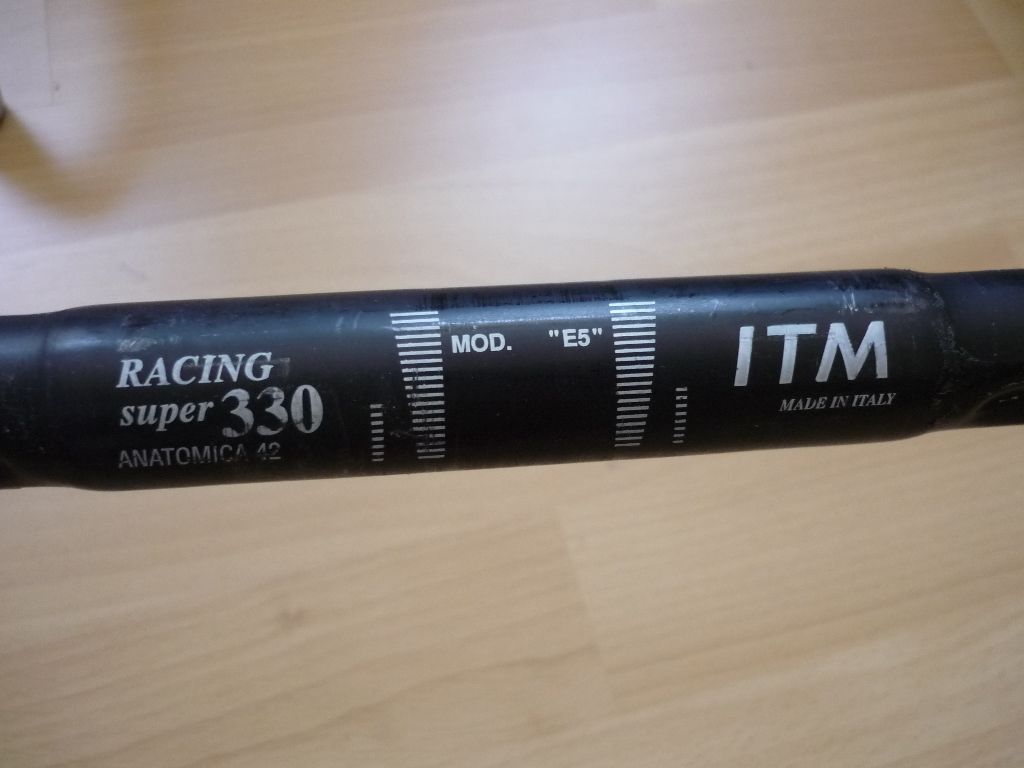 RACING
super 330
ANATOMICA 42
MOD. "E5"
ITM
MADE IN ITALY